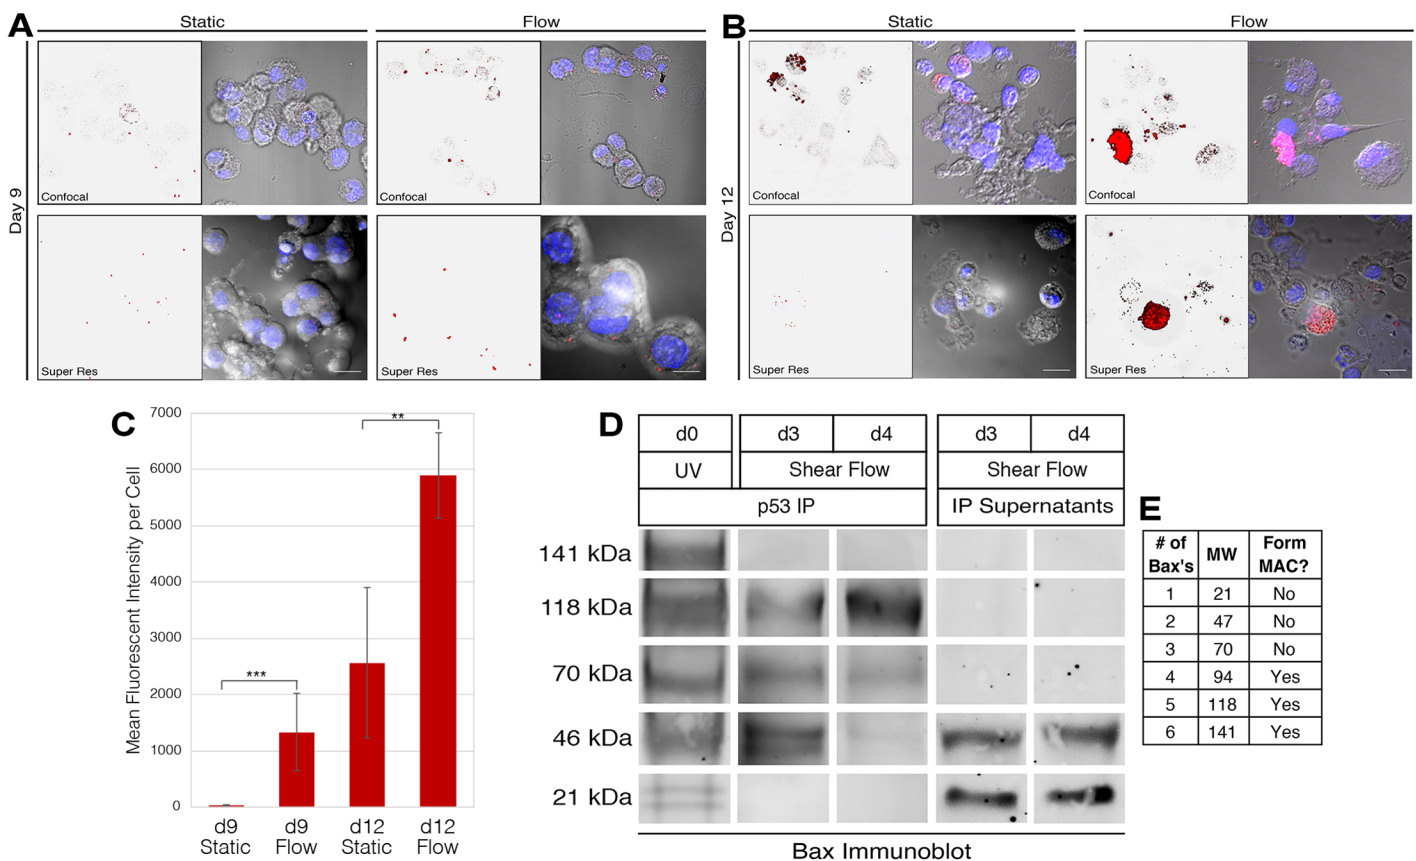 A
Static
Flow
Day 9
Confocal
Confocal
Super Res
Super Res
B
Static
Flow
Day 12
Confocal
Confocal
Super Res
Super Res
C
Mean Fluorescent Intensity per Cell
7000
6000
5000
4000
3000
2000
1000
0
***
**
d9 Static
d9 Flow
d12 Static
d12 Flow
D
d0 d3 d4 d3 d4
UV Shear Flow Shear Flow
p53 IP IP Supernatants
141 kDa
118 kDa
70 kDa
46 kDa
21 kDa
Bax Immunoblot
E
# of Bax's MW Form MAC?
1 21 No
2 47 No
3 70 No
4 94 Yes
5 118 Yes
6 141 Yes